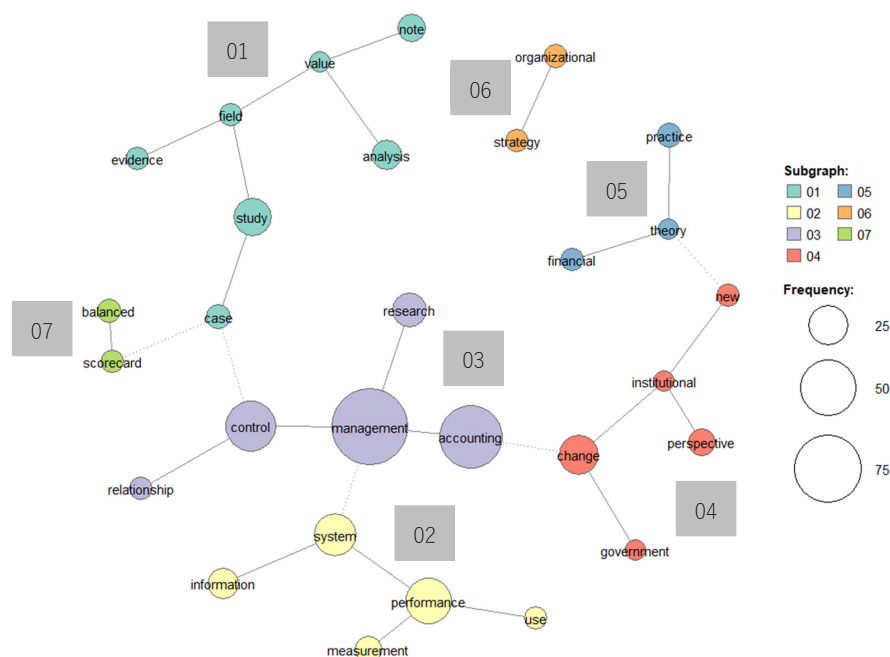 note
01
organizational
value
06
field
practice
evidence
analysis
strategy
Subgraph:
01
05
02
06
03
07
04
05
study
theory
financial
new
Frequency:
25
50
75
balanced
case
research
07
scorecard
03
institutional
control
management
accounting
perspective
change
relationship
04
system
02
government
information
performance
use
measurement